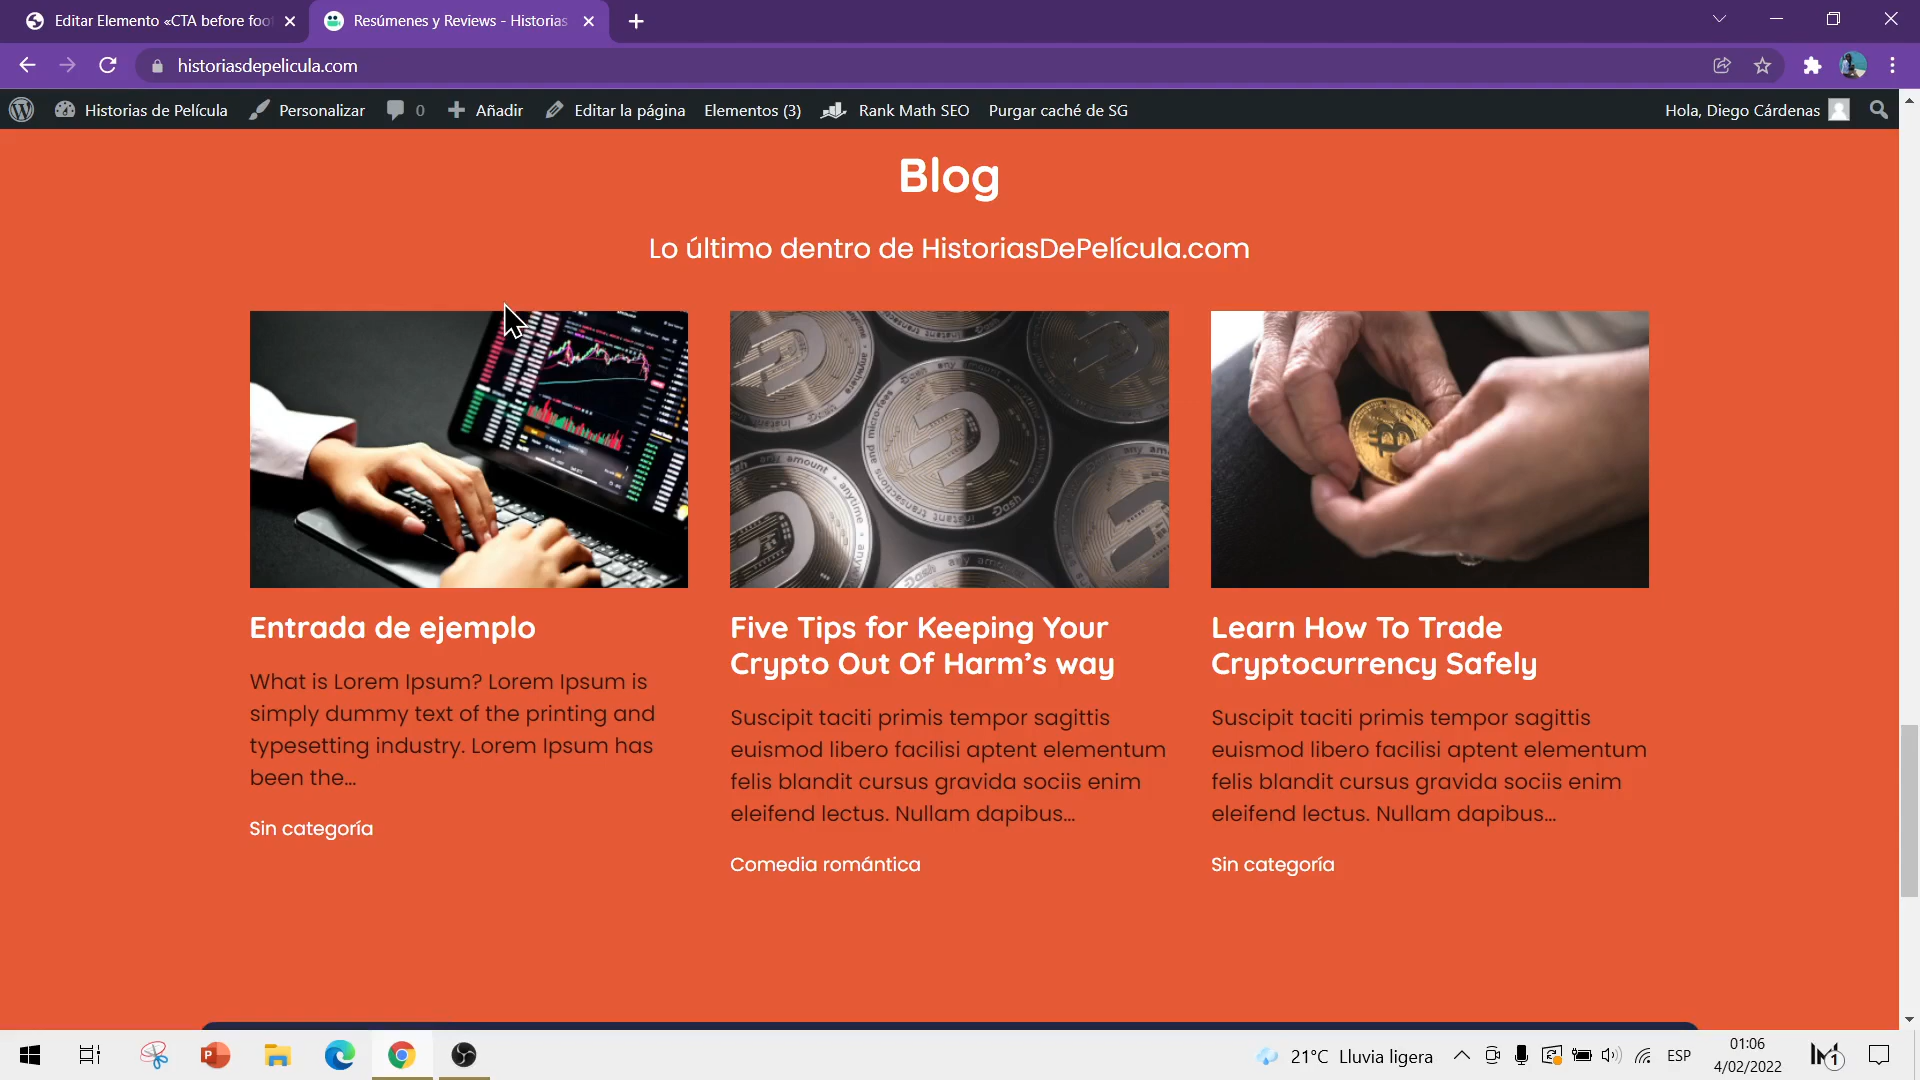 Editar Elemento «CTA before foo
Resúmenes y Reviews - Historias
historiasdepelicula.com
Historias de Película
Personalizar
0
Añadir
Editar la página
Elementos (3)
Rank Math SEO
Purgar caché de SG
Hola, Diego Cárdenas
Blog
Lo último dentro de HistoriasDePelícula.com
Entrada de ejemplo
What is Lorem Ipsum? Lorem Ipsum is
simply dummy text of the printing and
typesetting industry. Lorem Ipsum has
been the...
Sin categoría
Five Tips for Keeping Your
Crypto Out Of Harm’s way
Suscipit taciti primis tempor sagittis
euismod libero facilisi aptent elementum
felis blandit cursus gravida sociis enim
eleifend lectus. Nullam dapibus...
Comedia romántica
Learn How To Trade
Cryptocurrency Safely
Suscipit taciti primis tempor sagittis
euismod libero facilisi aptent elementum
felis blandit cursus gravida sociis enim
eleifend lectus. Nullam dapibus...
Sin categoría
21°C Lluvia ligera
ESP
01:06
4/02/2022
1